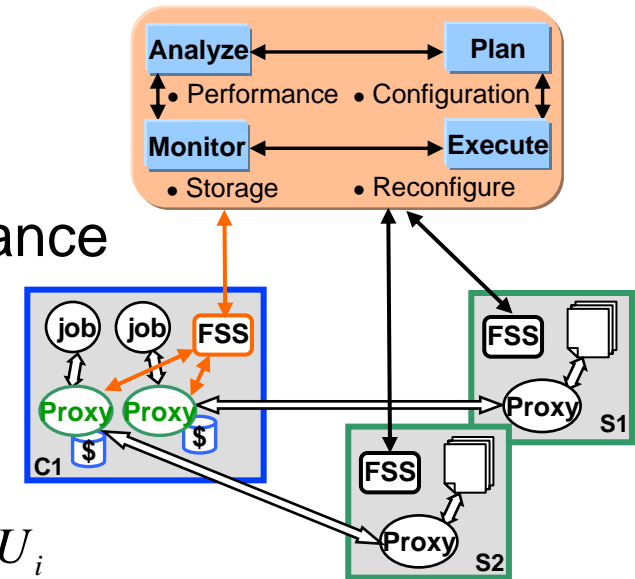 Analyze
Plan
• Performance
• Configuration
Monitor
Execute
• Storage
• Reconfigure
ance
job
job
FSS
FSS
Proxy
Proxy
Proxy
$
$
C1
S1
FSS
Proxy
S2
U i